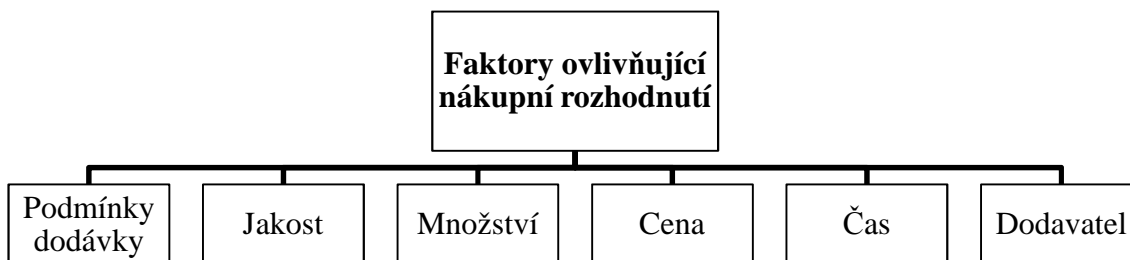 Faktory ovlivňující
nákupní rozhodnutí
Podmínky
dodávky
Jakost
Množství
Cena
Čas
Dodavatel